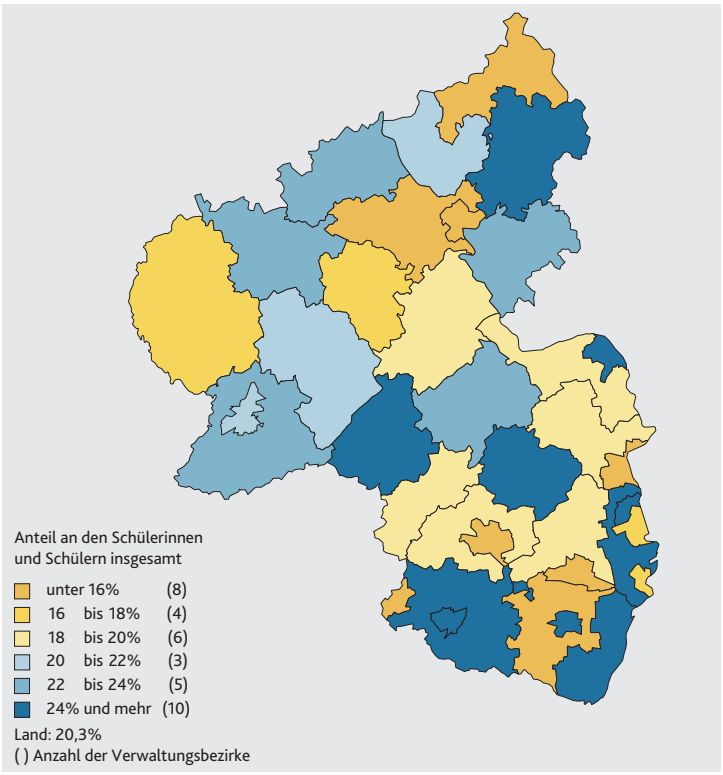 Anteil an den Schülerinnen
und Schülern insgesamt
unter 16% (8)
16 bis 18% (4)
18 bis 20% (6)
20 bis 22% (3)
22 bis 24% (5)
24% und mehr (10)
Land: 20,3%
( ) Anzahl der Verwaltungsbezirke